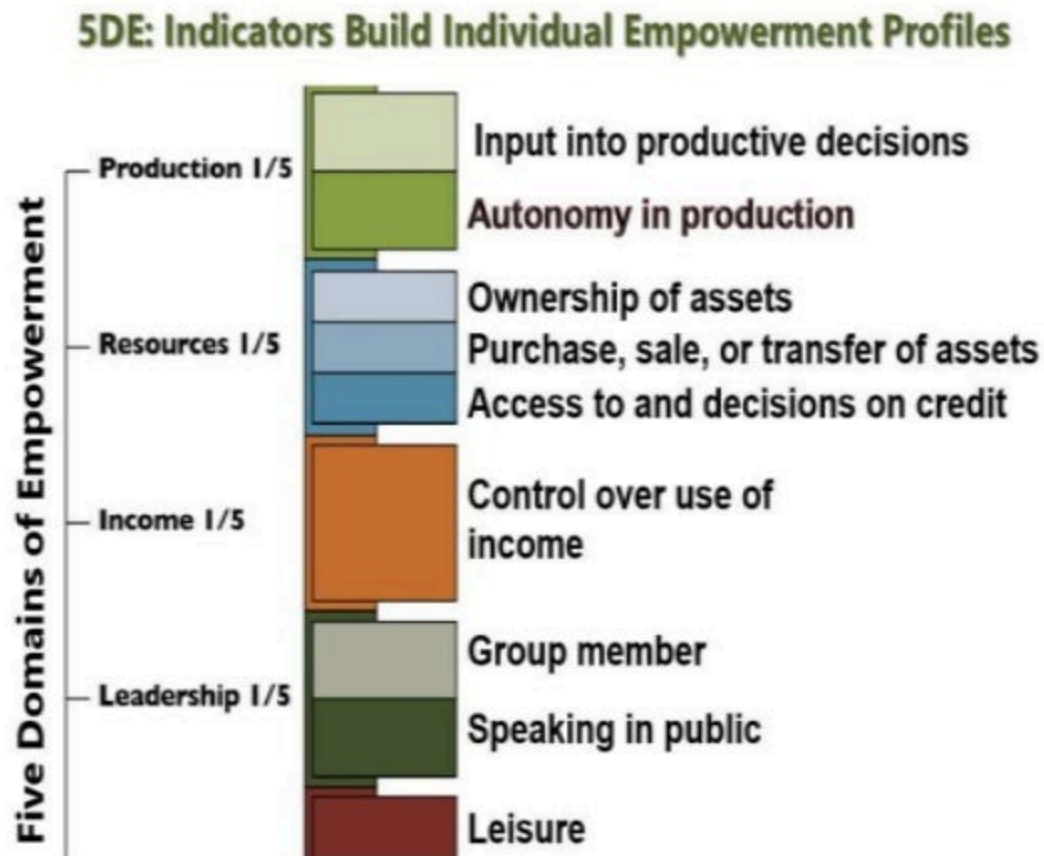 5DE: Indicators Build Individual Empowerment Profiles
Five Domains of Empowerment
Production 1/5
Input into productive decisions
Autonomy in production
Resources 1/5
Ownership of assets
Purchase, sale, or transfer of assets
Access to and decisions on credit
Income 1/5
Control over use of
income
Leadership 1/5
Group member
Speaking in public
Leisure